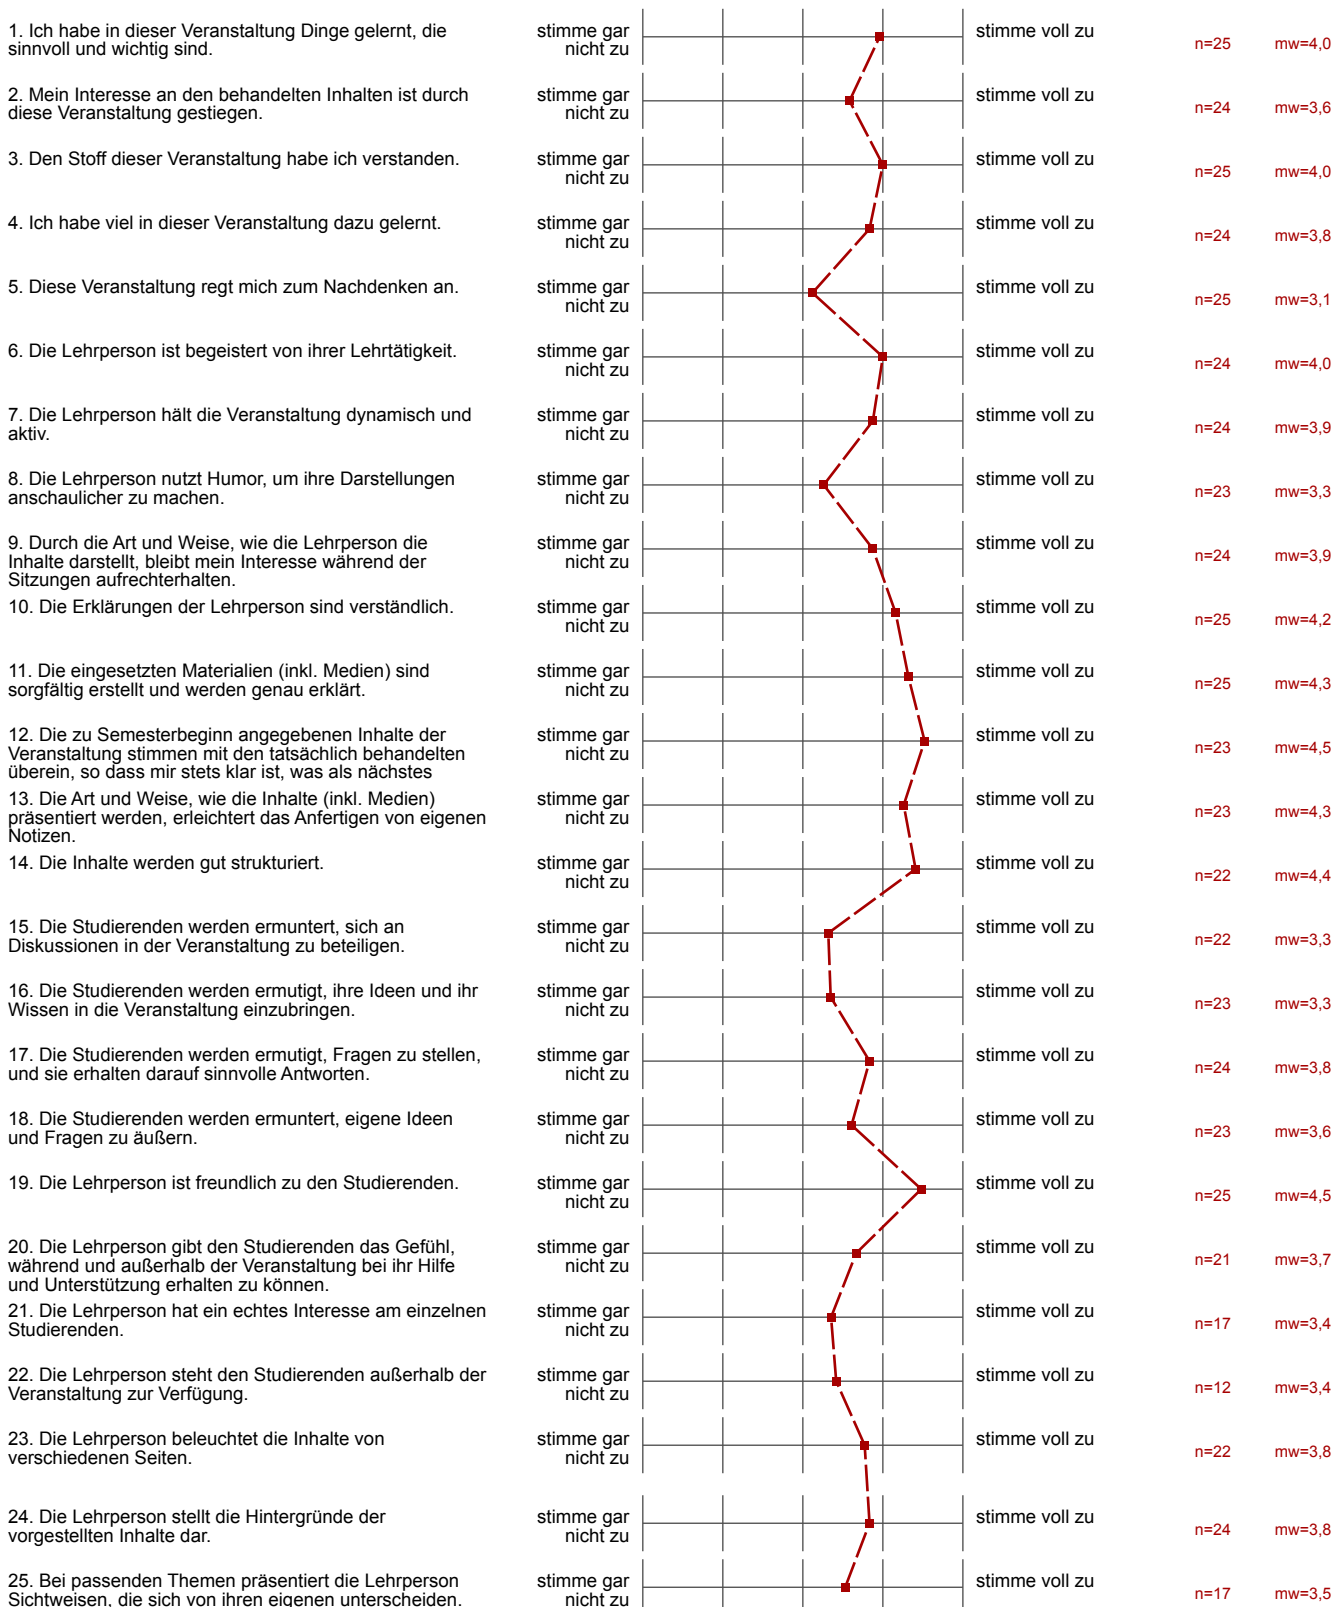 1. Ich habe in dieser Veranstaltung Dinge gelernt, die
sinnvoll und wichtig sind.
stimme gar
nicht zu
stimme voll zu
n=25 mw=4,0
2. Mein Interesse an den behandelten Inhalten ist durch
diese Veranstaltung gestiegen.
stimme gar
nicht zu
stimme voll zu
n=24 mw=3,6
3. Den Stoff dieser Veranstaltung habe ich verstanden.
stimme gar
nicht zu
stimme voll zu
n=25 mw=4,0
4. Ich habe viel in dieser Veranstaltung dazu gelernt.
stimme gar
nicht zu
stimme voll zu
n=24 mw=3,8
5. Diese Veranstaltung regt mich zum Nachdenken an.
stimme gar
nicht zu
stimme voll zu
n=25 mw=3,1
6. Die Lehrperson ist begeistert von ihrer Lehrtätigkeit.
stimme gar
nicht zu
stimme voll zu
n=24 mw=4,0
7. Die Lehrperson hält die Veranstaltung dynamisch und
aktiv.
stimme gar
nicht zu
stimme voll zu
n=24 mw=3,9
8. Die Lehrperson nutzt Humor, um ihre Darstellungen
anschaulicher zu machen.
stimme gar
nicht zu
stimme voll zu
n=23 mw=3,3
9. Durch die Art und Weise, wie die Lehrperson die
Inhalte darstellt, bleibt mein Interesse während der
Sitzungen aufrechterhalten.
stimme gar
nicht zu
stimme voll zu
n=24 mw=3,9
10. Die Erklärungen der Lehrperson sind verständlich.
stimme gar
nicht zu
stimme voll zu
n=25 mw=4,2
11. Die eingesetzten Materialien (inkl. Medien) sind
sorgfältig erstellt und werden genau erklärt.
stimme gar
nicht zu
stimme voll zu
n=25 mw=4,3
12. Die zu Semesterbeginn angegebenen Inhalte der
Veranstaltung stimmen mit den tatsächlich behandelten
überein, so dass mir stets klar ist, was als nächstes
stimme gar
nicht zu
stimme voll zu
n=23 mw=4,5
13. Die Art und Weise, wie die Inhalte (inkl. Medien)
präsentiert werden, erleichtert das Anfertigen von eigenen
Notizen.
stimme gar
nicht zu
stimme voll zu
n=23 mw=4,3
14. Die Inhalte werden gut strukturiert.
stimme gar
nicht zu
stimme voll zu
n=22 mw=4,4
15. Die Studierenden werden ermuntert, sich an
Diskussionen in der Veranstaltung zu beteiligen.
stimme gar
nicht zu
stimme voll zu
n=22 mw=3,3
16. Die Studierenden werden ermutigt, ihre Ideen und ihr
Wissen in die Veranstaltung einzubringen.
stimme gar
nicht zu
stimme voll zu
n=23 mw=3,3
17. Die Studierenden werden ermutigt, Fragen zu stellen,
und sie erhalten darauf sinnvolle Antworten.
stimme gar
nicht zu
stimme voll zu
n=24 mw=3,8
18. Die Studierenden werden ermuntert, eigene Ideen
und Fragen zu äußern.
stimme gar
nicht zu
stimme voll zu
n=23 mw=3,6
19. Die Lehrperson ist freundlich zu den Studierenden.
stimme gar
nicht zu
stimme voll zu
n=25 mw=4,5
20. Die Lehrperson gibt den Studierenden das Gefühl,
während und außerhalb der Veranstaltung bei ihr Hilfe
und Unterstützung erhalten zu können.
stimme gar
nicht zu
stimme voll zu
n=21 mw=3,7
21. Die Lehrperson hat ein echtes Interesse am einzelnen
Studierenden.
stimme gar
nicht zu
stimme voll zu
n=17 mw=3,4
22. Die Lehrperson steht den Studierenden außerhalb der
Veranstaltung zur Verfügung.
stimme gar
nicht zu
stimme voll zu
n=12 mw=3,4
23. Die Lehrperson beleuchtet die Inhalte von
verschiedenen Seiten.
stimme gar
nicht zu
stimme voll zu
n=22 mw=3,8
24. Die Lehrperson stellt die Hintergründe der
vorgestellten Inhalte dar.
stimme gar
nicht zu
stimme voll zu
n=24 mw=3,8
25. Bei passenden Themen präsentiert die Lehrperson
Sichtweisen, die sich von ihren eigenen unterscheiden.
stimme gar
nicht zu
stimme voll zu
n=17 mw=3,5